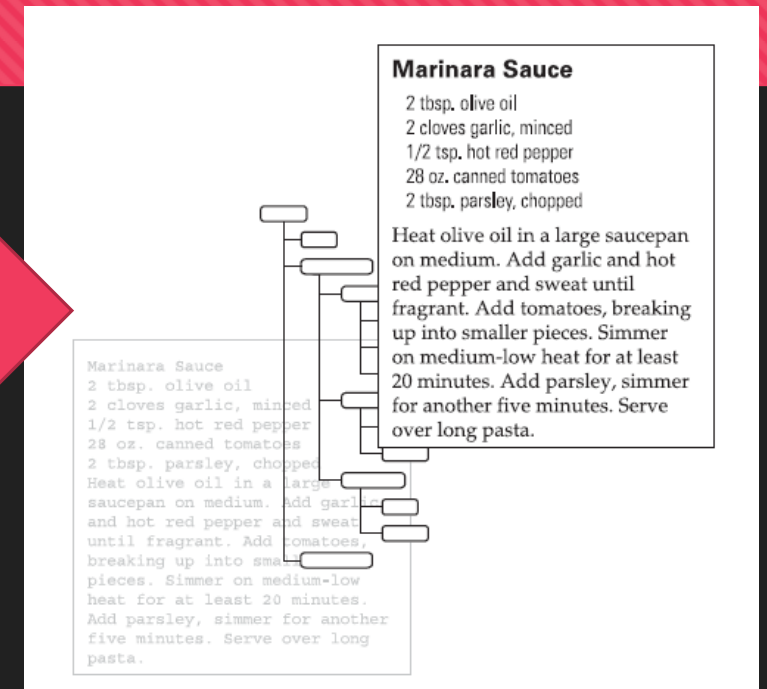 Marinara Sauce
2 tbsp. olive oil
2 cloves garlic, minced
1/2 tsp. hot red pepper
28 oz. canned tomatoes
2 tbsp. parsley, chopped
Heat olive oil in a large saucepan
on medium. Add garlic and hot
red pepper and sweat until
fragrant. Add tomatoes, breaking
up into smaller pieces. Simmer
on medium-low heat for at least
20 minutes. Add parsley, simmer
for another five minutes. Serve
over long pasta.
Marinara Sauce
2 tbsp. olive oil
2 cloves garlic, minced
1/2 tsp. hot red pepper
28 oz. canned tomatoes
2 tbsp. parsley, chopped
Heat olive oil in a large
saucepan on medium. Add garlic
and hot red pepper and sweat
until fragrant. Add tomatoes,
breaking up into small
pieces. Simmer on medium-low
heat for at least 20 minutes.
Add parsley, simmer for another
five minutes. Serve over long
pasta.